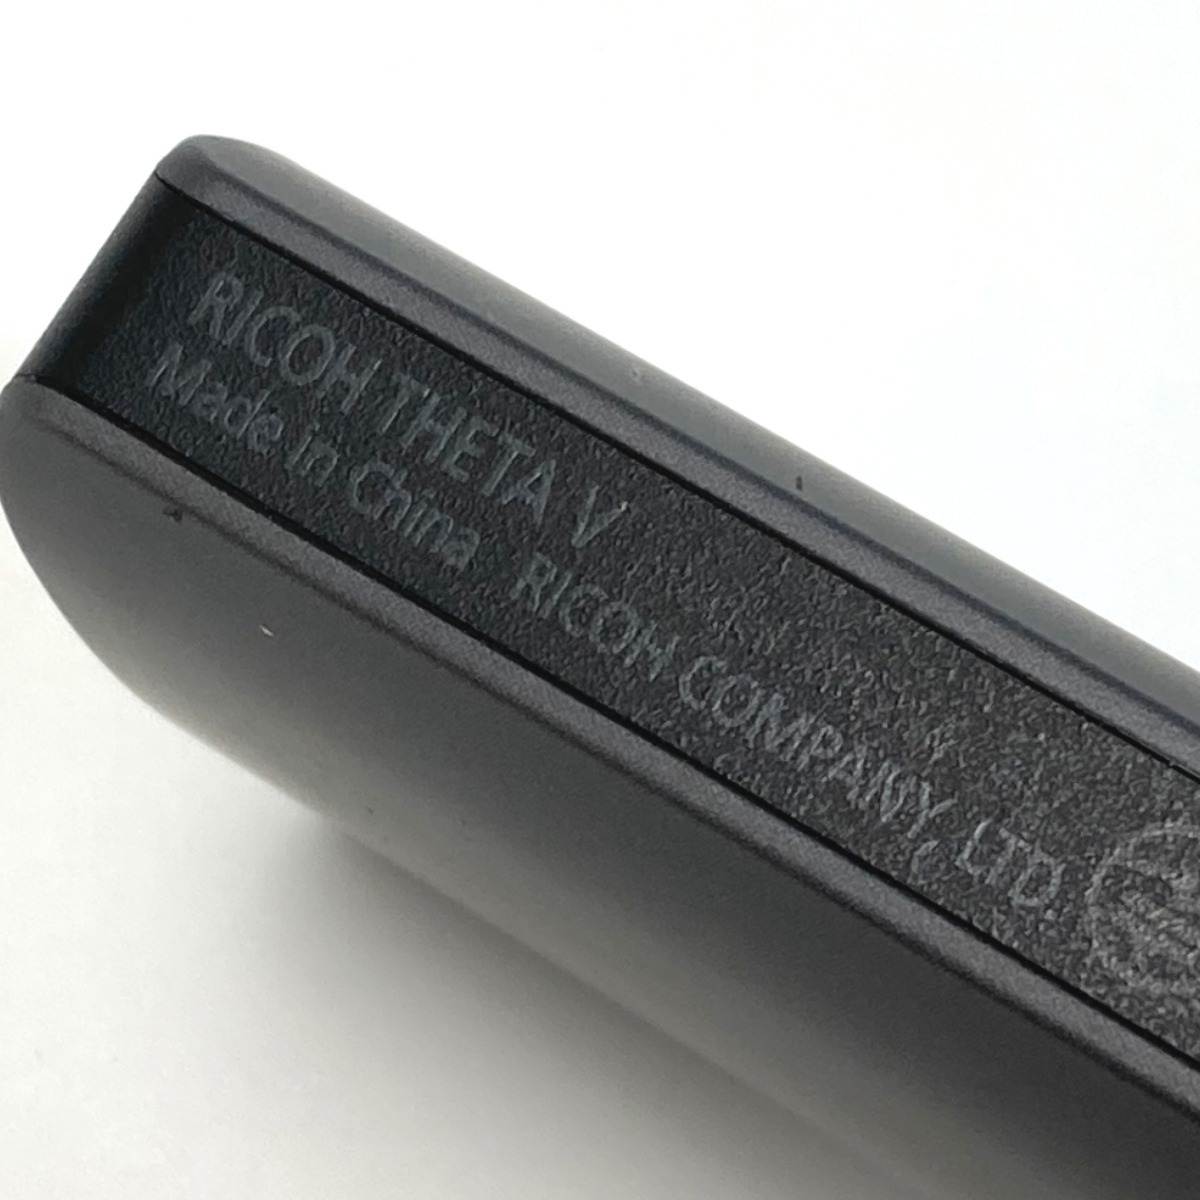 RICOH THETA V
Made in China RICOH COMPANY, LTD.